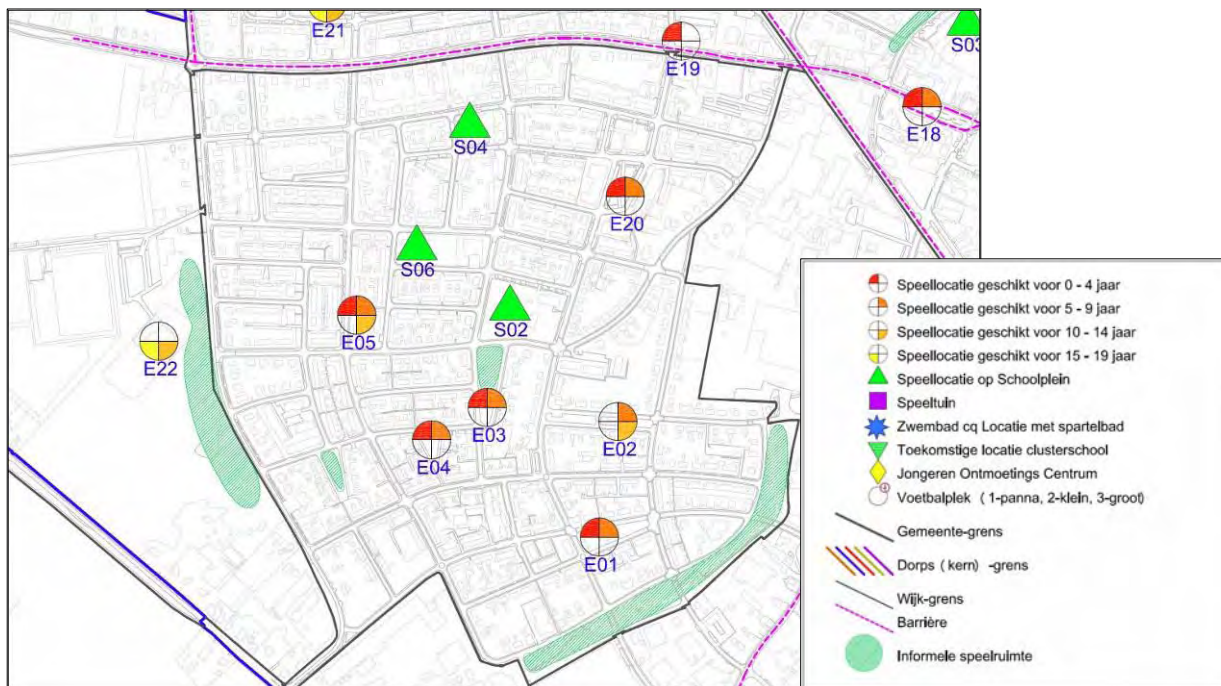 E21
E19
S03
E18
S04
E20
S06
S02
E05
E22
E03
E02
E04
E01
Speellocatie geschikt voor 0 - 4 jaar
Speellocatie geschikt voor 5 - 9 jaar
Speellocatie geschikt voor 10 - 14 jaar
Speellocatie geschikt voor 15 - 19 jaar
Speellocatie op Schoolplein
Speeltuin
Zwembad cq Locatie met spartelbad
Toekomstige locatie clusterschool
Jongeren Ontmoetings Centrum
Voetbalplek ( 1-panna, 2-klein, 3-groot)
Gemeente-grens
Dorps ( kern ) -grens
Wijk-grens
Barrière
Informele speelruimte